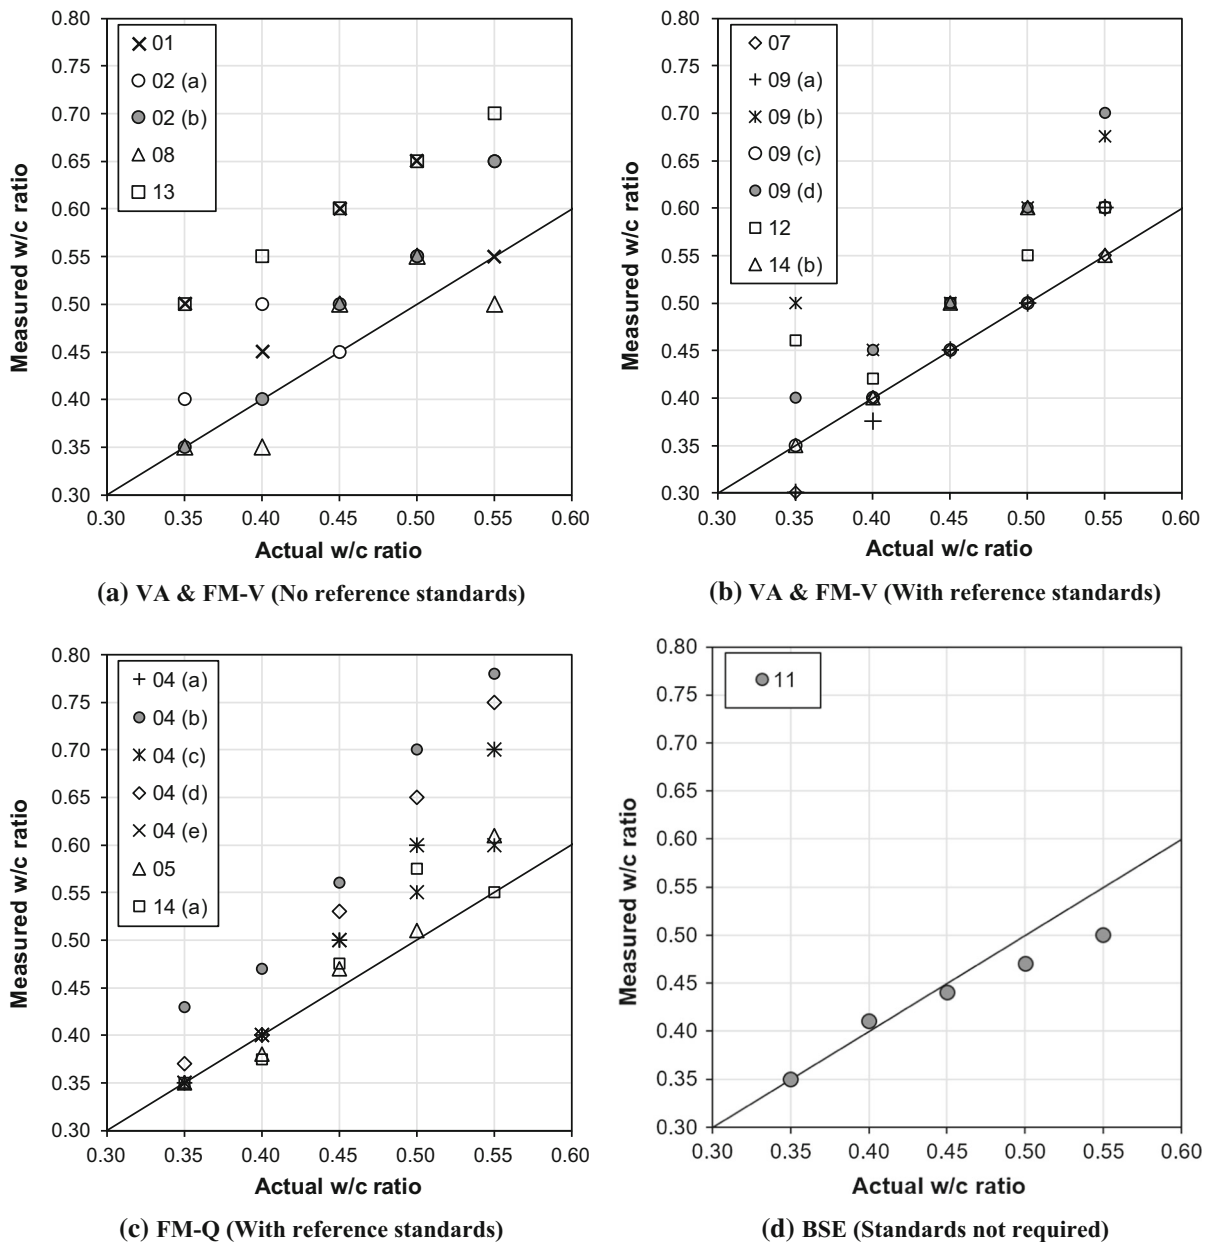 0.80
0.75
0.70
0.65
0.60
0.55
0.50
0.45
0.40
0.35
0.30
Measured w/c ratio
01
02 (a)
02 (b)
08
13
0.30 0.35 0.40 0.45 0.50 0.55 0.60
Actual w/c ratio
(a) VA & FM-V (No reference standards)
0.80
0.75
0.70
0.65
0.60
0.55
0.50
0.45
0.40
0.35
0.30
Measured w/c ratio
07
09 (a)
09 (b)
09 (c)
09 (d)
12
14 (b)
0.30 0.35 0.40 0.45 0.50 0.55 0.60
Actual w/c ratio
(b) VA & FM-V (With reference standards)
0.80
0.75
0.70
0.65
0.60
0.55
0.50
0.45
0.40
0.35
0.30
Measured w/c ratio
04 (a)
04 (b)
04 (c)
04 (d)
04 (e)
05
14 (a)
0.30 0.35 0.40 0.45 0.50 0.55 0.60
Actual w/c ratio
(c) FM-Q (With reference standards)
0.80
0.75
0.70
0.65
0.60
0.55
0.50
0.45
0.40
0.35
0.30
Measured w/c ratio
11
0.30 0.35 0.40 0.45 0.50 0.55 0.60
Actual w/c ratio
(d) BSE (Standards not required)